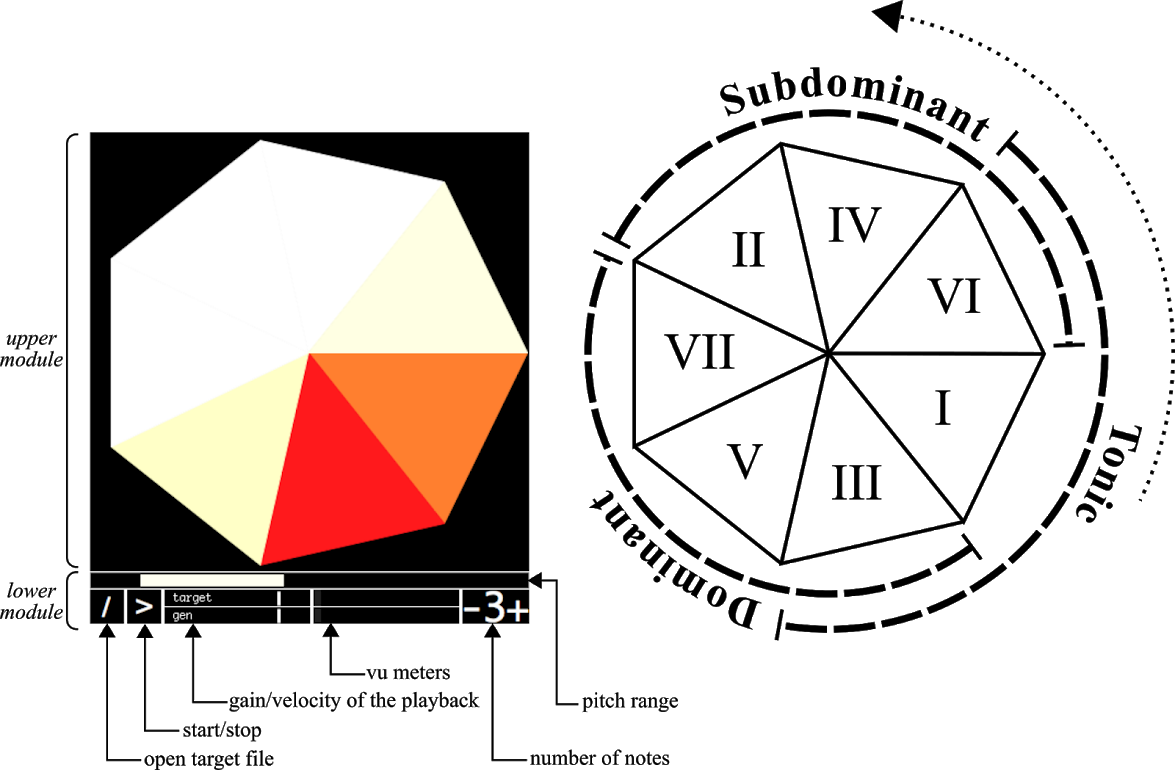 Subdominant
IV
II
VI
upper
module
VII
I
V
III
Tonic
Dominant
lower
module
/
>
target
gen
-3+
vu meters
gain/velocity of the playback
pitch range
start/stop
open target file
number of notes